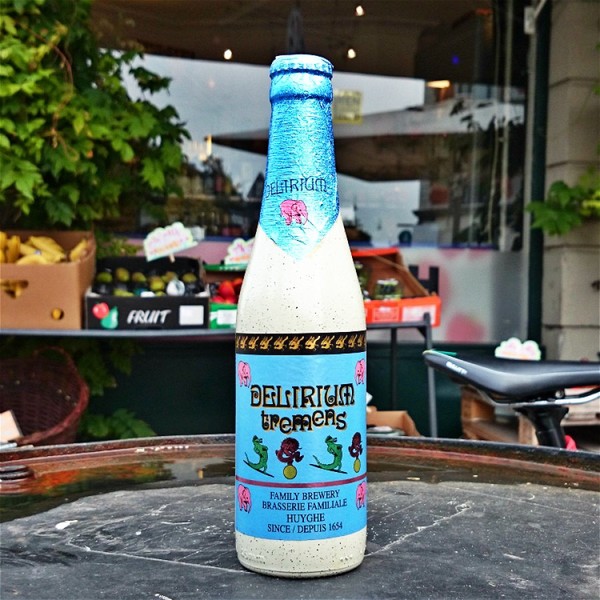 DELIRIUM
FRUIT
DELIRIUM
tremens
FAMILY BREWERY
BRASSERIE FAMILIALE
HUYGHE
SINCE / DEPUIS 1654